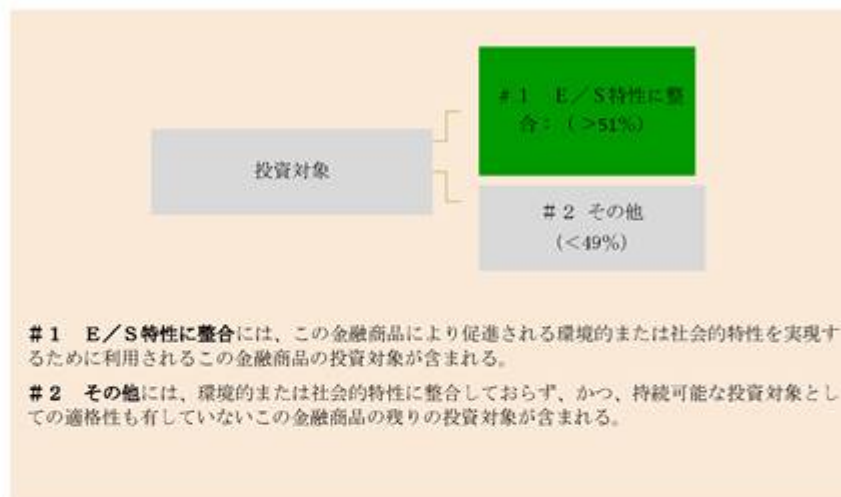 #1 E/S特性に整
合:(>51%)
投資対象
#2 その他
(<49%)
#1 E/S特性に整合には、この金融商品により促進される環境的または社会的特性を実現す
るために利用されるこの金融商品の投資対象が含まれる。
#2 その他には、環境的または社会的特性に整合しておらず、かつ、持続可能な投資対象とし
ての適格性も有していないこの金融商品の残りの投資対象が含まれる。